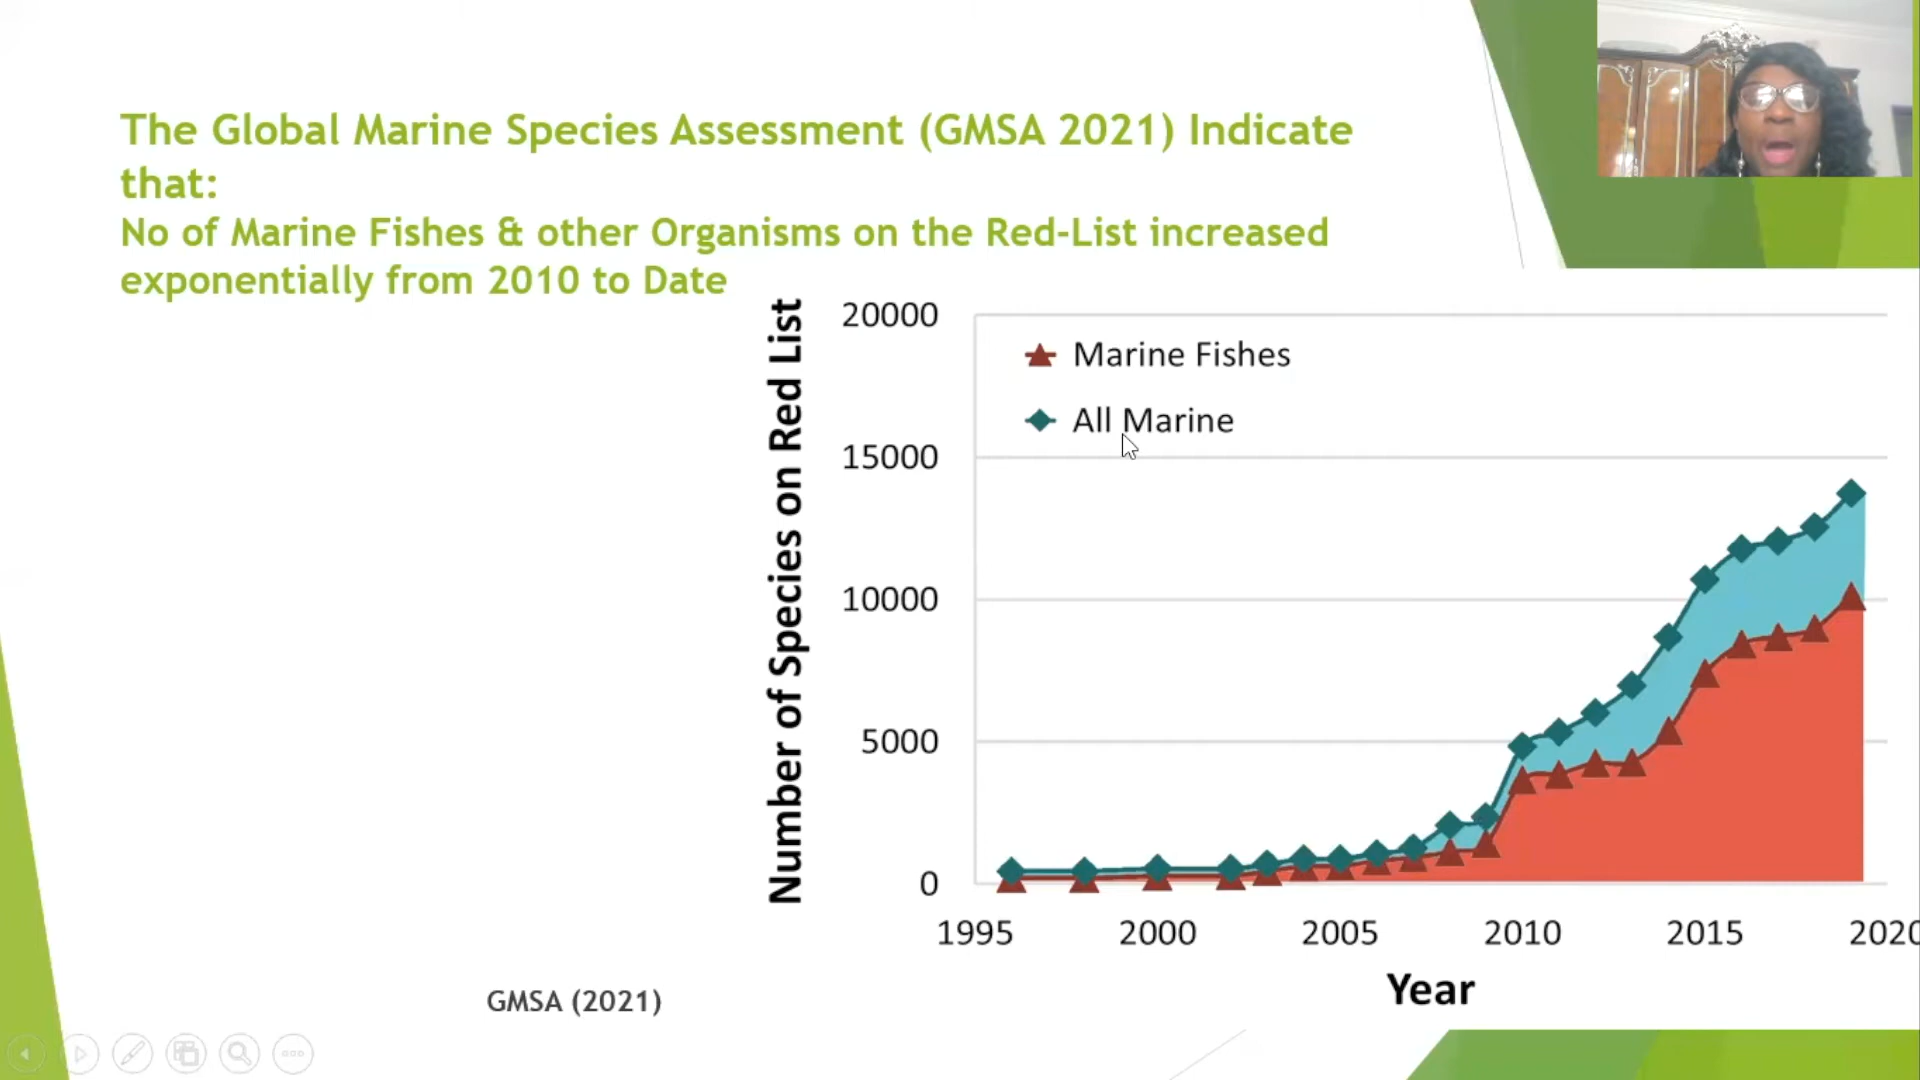 The Global Marine Species Assessment (GMSA 2021) Indicate
that:
No of Marine Fishes & other Organisms on the Red-List increased
exponentially from 2010 to Date
Number of Species on Red List
20000
15000
10000
5000
0
Marine Fishes
All Marine
1995 2000 2005 2010 2015 2020
Year
GMSA (2021)